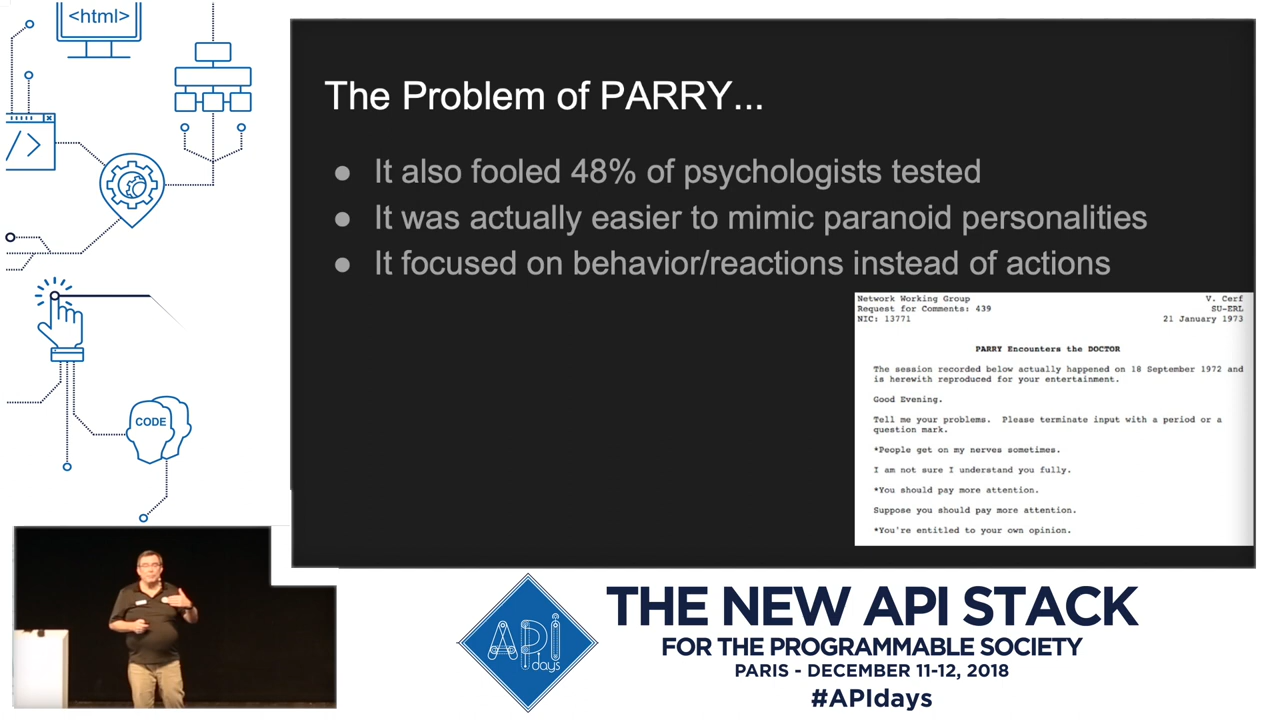 <html>
The Problem of PARRY...
● It also fooled 48% of psychologists tested
● It was actually easier to mimic paranoid personalities
</>
● It focused on behavior/reactions instead of actions
Network Working Group V. Cerf
Request for Comments: 439 SU-ERL
NIC: 13771 21 January 1973
PARRY Encounters the DOCTOR
The session recorded below actually happened on 18 September 1972 and
is herewith reproduced for your entertainment.
Good Evening.
Tell me your problems. Please terminate input with a period or a
question mark.
*People get on my nerves sometimes.
I am not sure I understand you fully.
*You should pay more attention.
Suppose you should pay more attention.
*You're entitled to your own opinion.
CODE
API
days
THE NEW API STACK
FOR THE PROGRAMMABLE SOCIETY
PARIS - DECEMBER 11-12, 2018
#APIdays